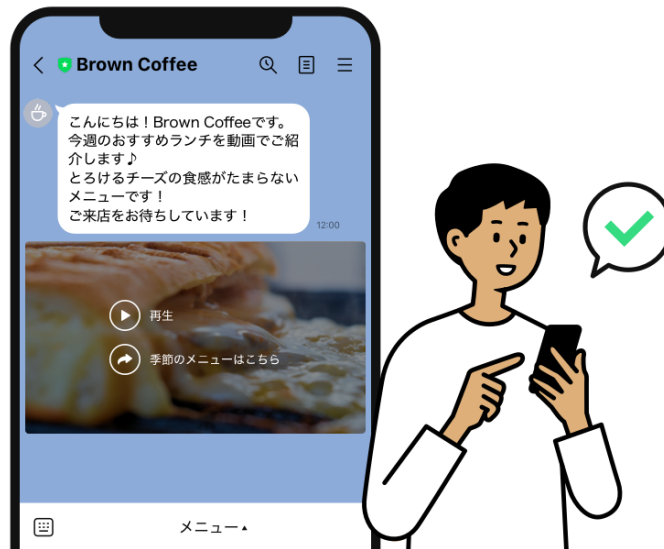 Brown Coffee
こんにちは！Brown Coffeeです。
今週のおすすめランチを動画でご紹
介します♪
とろけるチーズの食感がたまらない
メニューです！
ご来店をお待ちしています！
12:00
再生
季節のメニューはこちら
メニュー▲